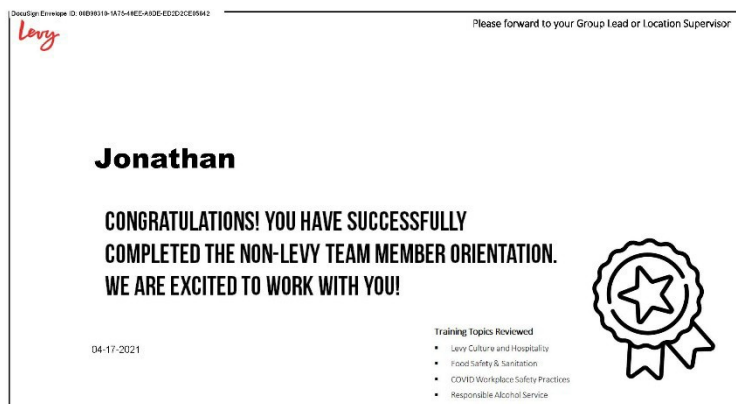 DocuSign Envelope ID:
Please forward to your Group Lead or Location Supervisor
Levy
Jonathan
CONGRATULATIONS! YOU HAVE SUCCESSFULLY
COMPLETED THE NON-LEVY TEAM MEMBER ORIENTATION.
WE ARE EXCITED TO WORK WITH YOU!
04-17-2021
Training Topics Reviewed
▪ Levy Culture and Hospitality
▪ Food Safety & Sanitation
▪ COVID Workplace Safety Practices
▪ Responsible Alcohol Service